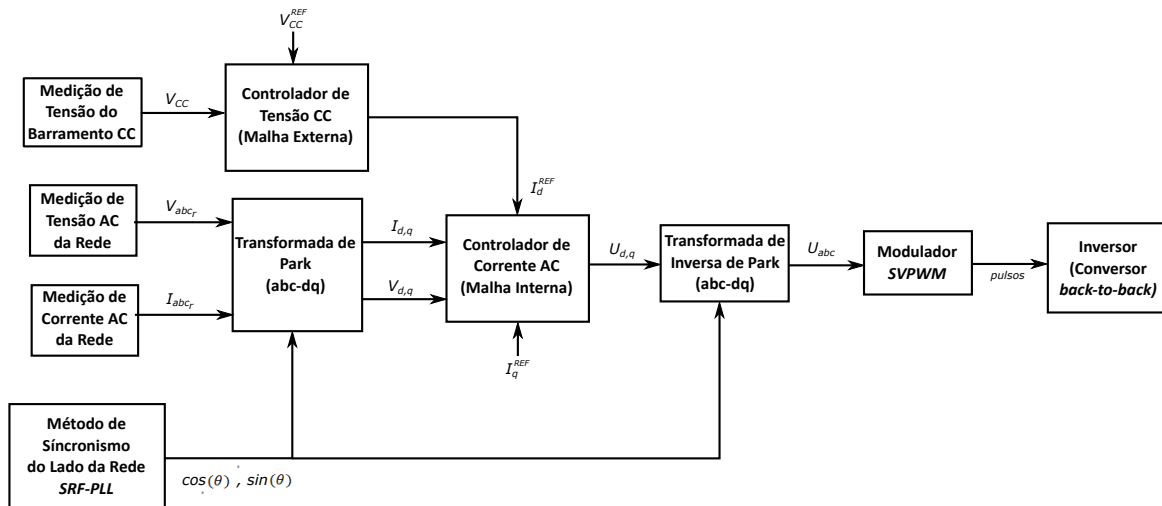 V_CC^REF
Medição de
Tensão do
Barramento CC
V_CC
Controlador de
Tensão CC
(Malha Externa)
I_d^REF
Medição de
Tensão AC
da Rede
V_abc_r
Medição de
Corrente AC
da Rede
I_abc_r
Transformada de
Park
(abc-dq)
I_d,q
V_d,q
Controlador de
Corrente AC
(Malha Interna)
I_q^REF
U_d,q
Transformada de
Inversa de Park
(abc-dq)
U_abc
Modulador
SVPWM
pulsos
Inversor
(Conversor
back-to-back)
Método de
Síncronismo
do Lado da Rede
SRF-PLL
cos(θ) , sin(θ)